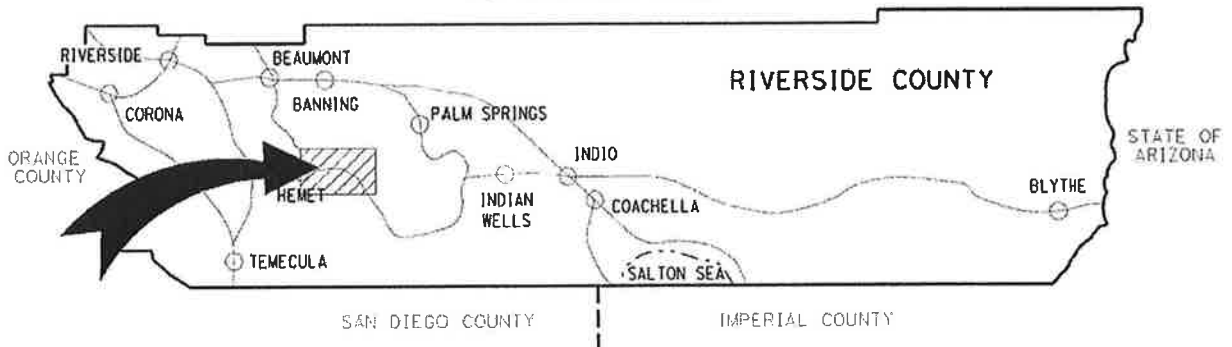 RIVERSIDE
BEAUMONT
RIVERSIDE COUNTY
CORONA
BANNING
PALM SPRINGS
STATE OF
ARIZONA
ORANGE
COUNTY
INDIO
HEMET
INDIAN
WELLS
COACHELLA
BLYTHE
TEMECULA
SALTON SEA
SAN DIEGO COUNTY
IMPERIAL COUNTY